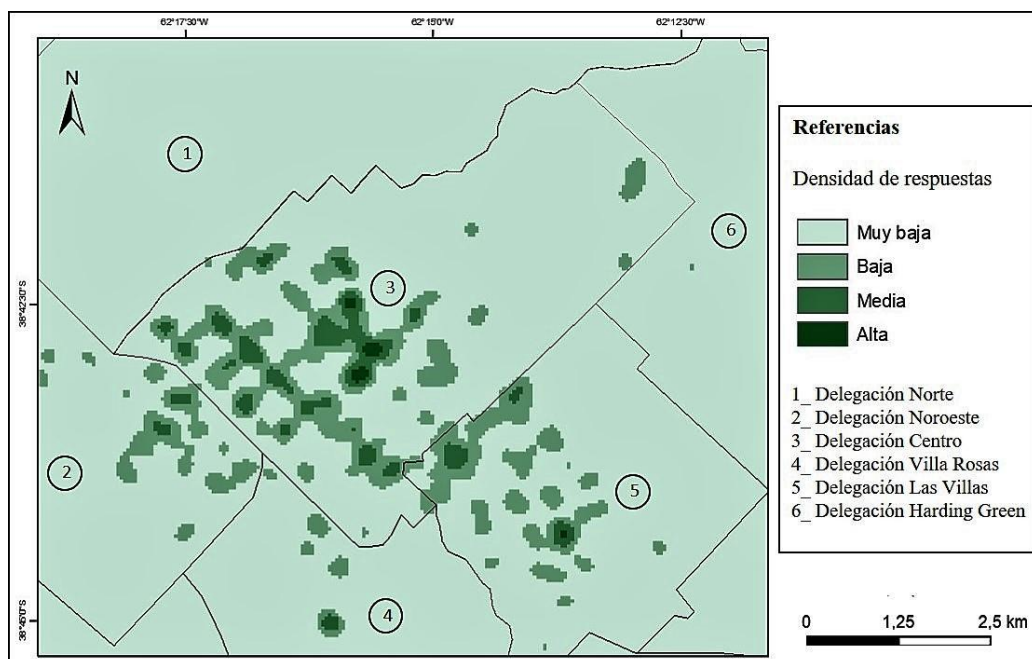 62°17'30"W 62°15'0"W 62°12'30"W
N
1
6
3
38°42'30"S
2
5
4
38°45'0"S
Referencias
Densidad de respuestas
Muy baja
Baja
Media
Alta
1_ Delegación Norte
2_ Delegación Noroeste
3_ Delegación Centro
4_ Delegación Villa Rosas
5_ Delegación Las Villas
6_ Delegación Harding Green
0 1,25 2,5 km